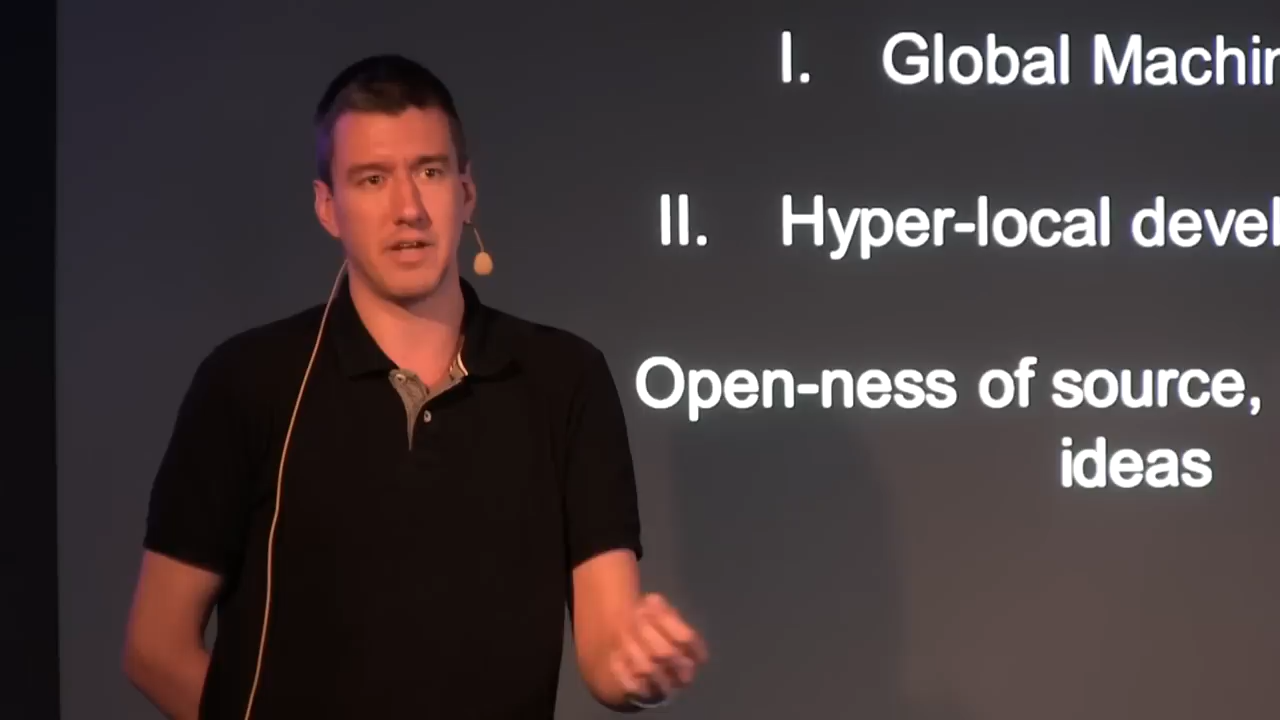 I. Global Machin
II. Hyper-local devel
Open-ness of source,
ideas